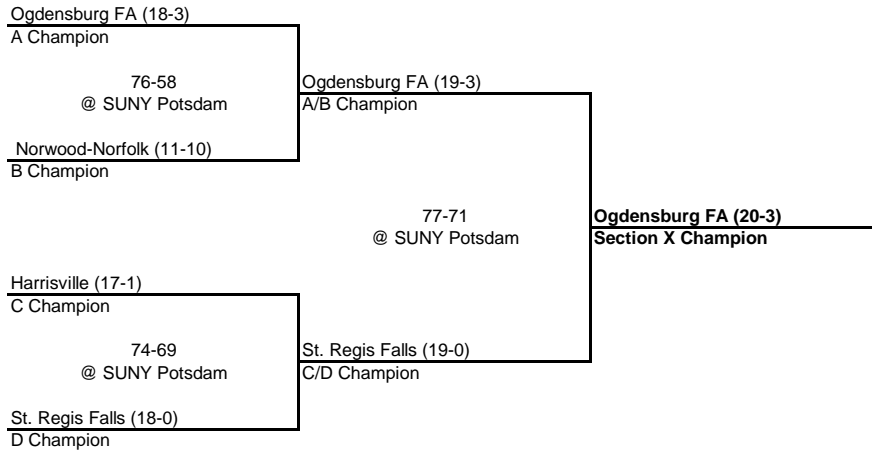 Ogdensburg FA (18-3)
A Champion
76-58
@ SUNY Potsdam
Ogdensburg FA (19-3)
A/B Champion
Norwood-Norfolk (11-10)
B Champion
77-71
@ SUNY Potsdam
Ogdensburg FA (20-3)
Section X Champion
Harrisville (17-1)
C Champion
74-69
@ SUNY Potsdam
St. Regis Falls (19-0)
C/D Champion
St. Regis Falls (18-0)
D Champion